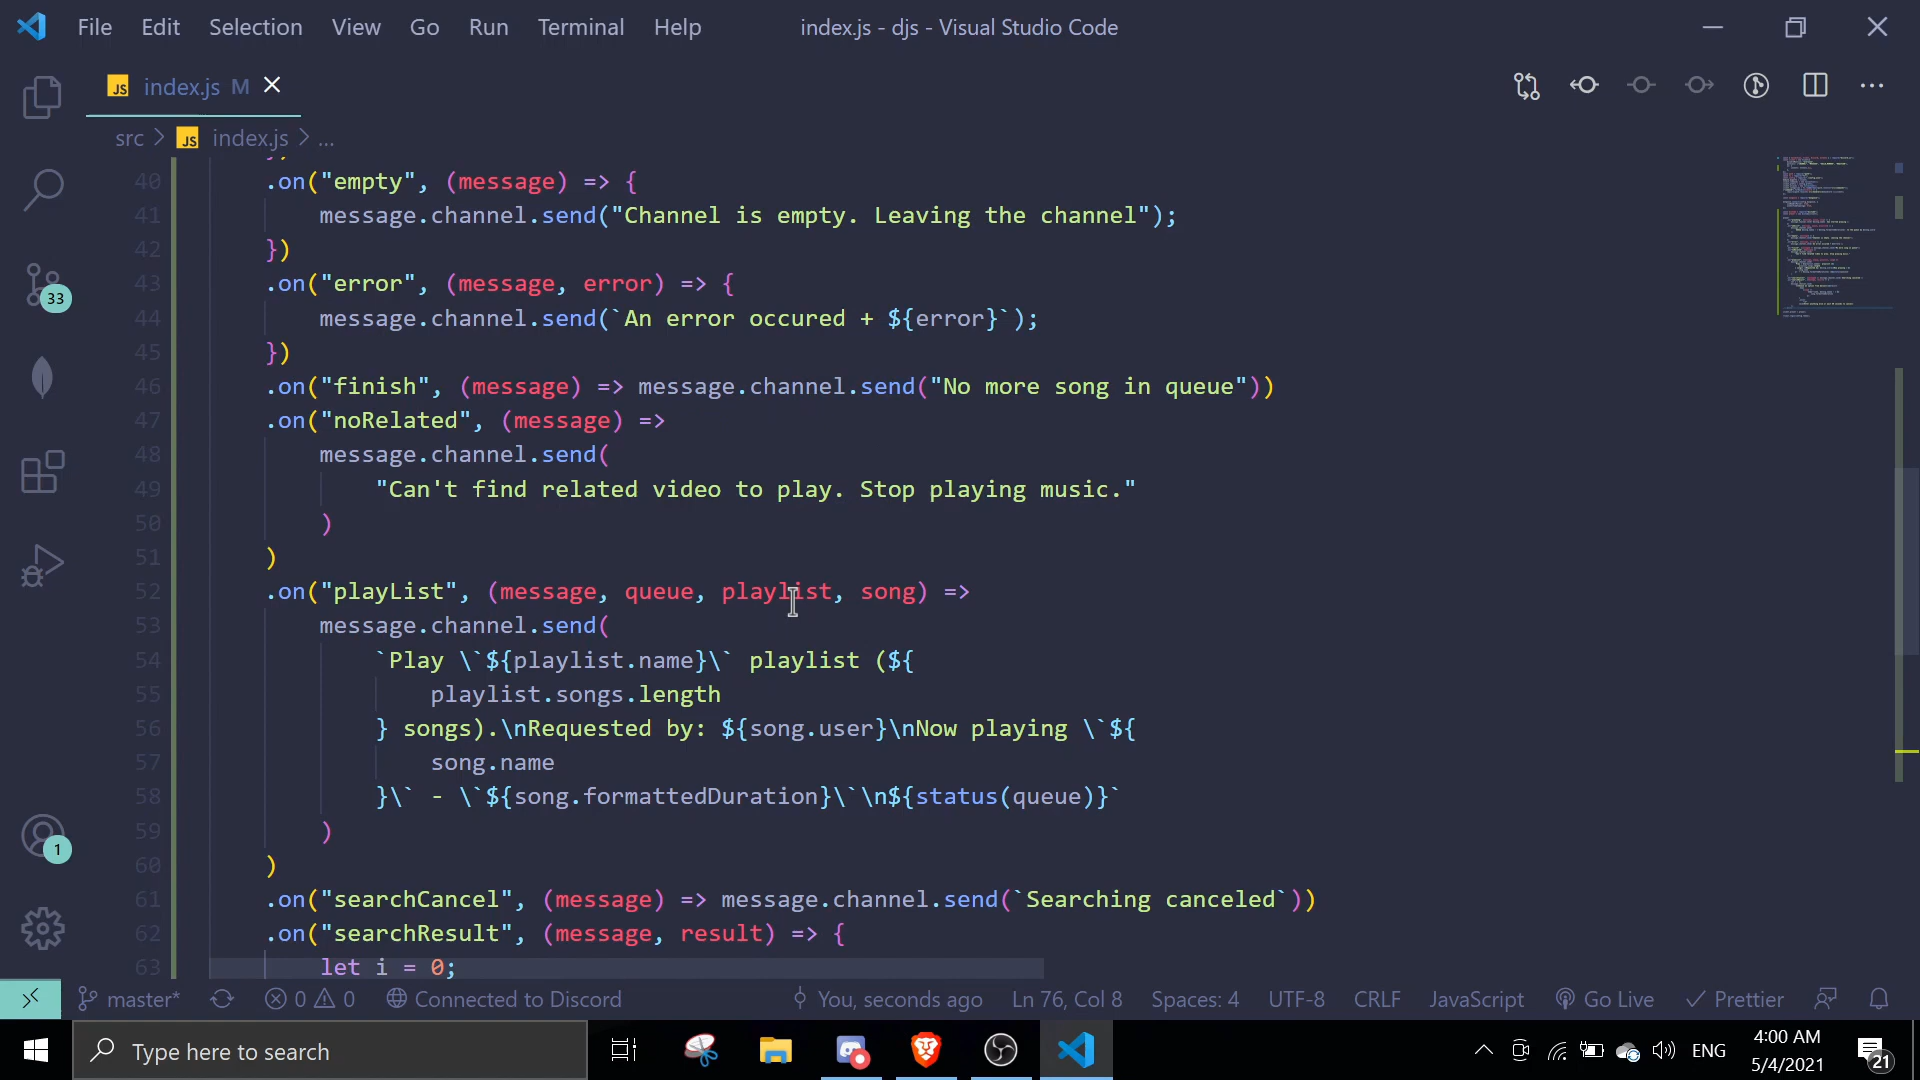 File Edit Selection View Go Run Terminal Help index.js - djs - Visual Studio Code
JS index.js M
src > JS index.js > ...
40 .on("empty", (message) => {
41 message.channel.send("Channel is empty. Leaving the channel");
42 })
43 .on("error", (message, error) => {
44 message.channel.send(`An error occured + ${error}`);
45 })
46 .on("finish", (message) => message.channel.send("No more song in queue"))
47 .on("noRelated", (message) =>
48 message.channel.send(
49 "Can't find related video to play. Stop playing music."
50 )
51 )
52 .on("playList", (message, queue, playlist, song) =>
53 message.channel.send(
54 `Play \`${playlist.name}\` playlist (${
55 playlist.songs.length
56 } songs).\nRequested by: ${song.user}\nNow playing \`${
57 song.name
58 }\` - \`${song.formattedDuration}\`\n${status(queue)}`
59 )
60 )
61 .on("searchCancel", (message) => message.channel.send(`Searching canceled`))
62 .on("searchResult", (message, result) => {
63 let i = 0;
33
1
master* 0 0 Connected to Discord You, seconds ago Ln 76, Col 8 Spaces: 4 UTF-8 CRLF JavaScript Go Live Prettier
Type here to search
ENG
4:00 AM
5/4/2021
21